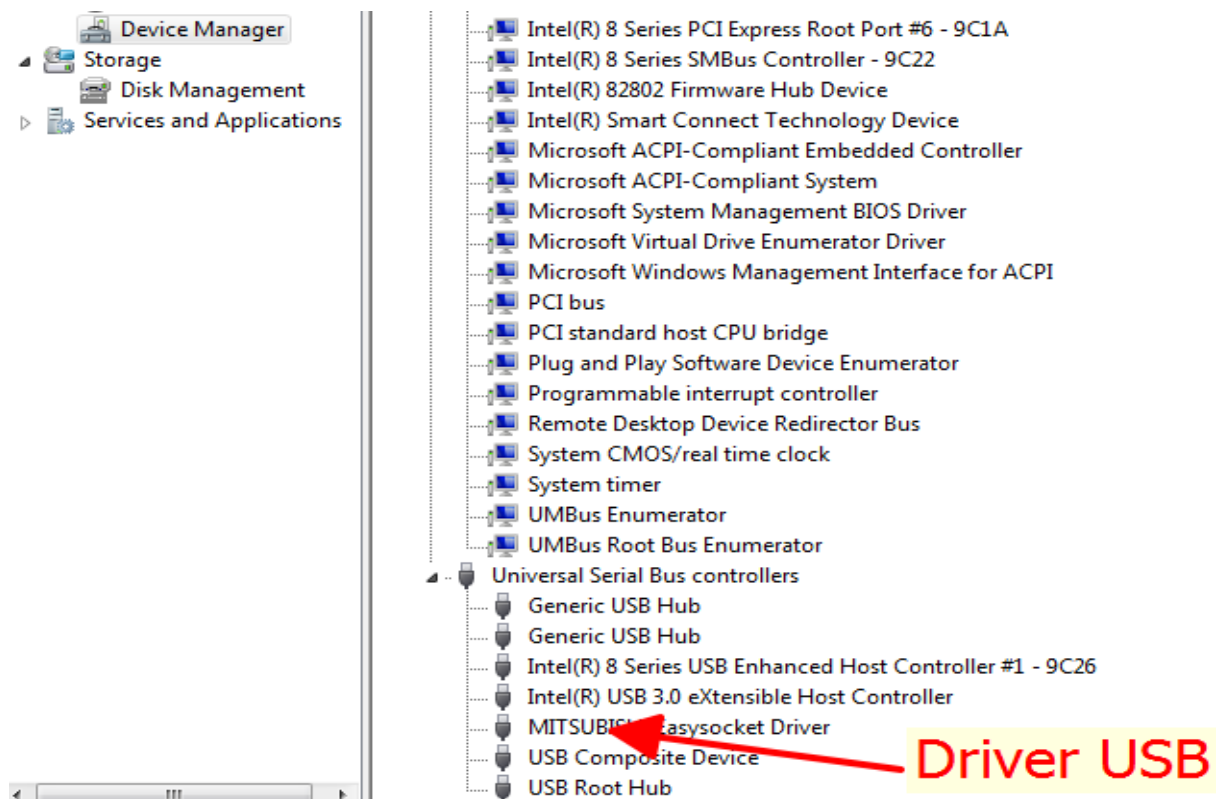 Device Manager
Storage
Disk Management
Services and Applications
Intel(R) 8 Series PCI Express Root Port #6 - 9C1A
Intel(R) 8 Series SMBus Controller - 9C22
Intel(R) 82802 Firmware Hub Device
Intel(R) Smart Connect Technology Device
Microsoft ACPI-Compliant Embedded Controller
Microsoft ACPI-Compliant System
Microsoft System Management BIOS Driver
Microsoft Virtual Drive Enumerator Driver
Microsoft Windows Management Interface for ACPI
PCI bus
PCI standard host CPU bridge
Plug and Play Software Device Enumerator
Programmable interrupt controller
Remote Desktop Device Redirector Bus
System CMOS/real time clock
System timer
UMBus Enumerator
UMBus Root Bus Enumerator
Universal Serial Bus controllers
Generic USB Hub
Generic USB Hub
Intel(R) 8 Series USB Enhanced Host Controller #1 - 9C26
Intel(R) USB 3.0 eXtensible Host Controller
MITSUBISHI Easysocket Driver
USB Composite Device
USB Root Hub
Driver USB